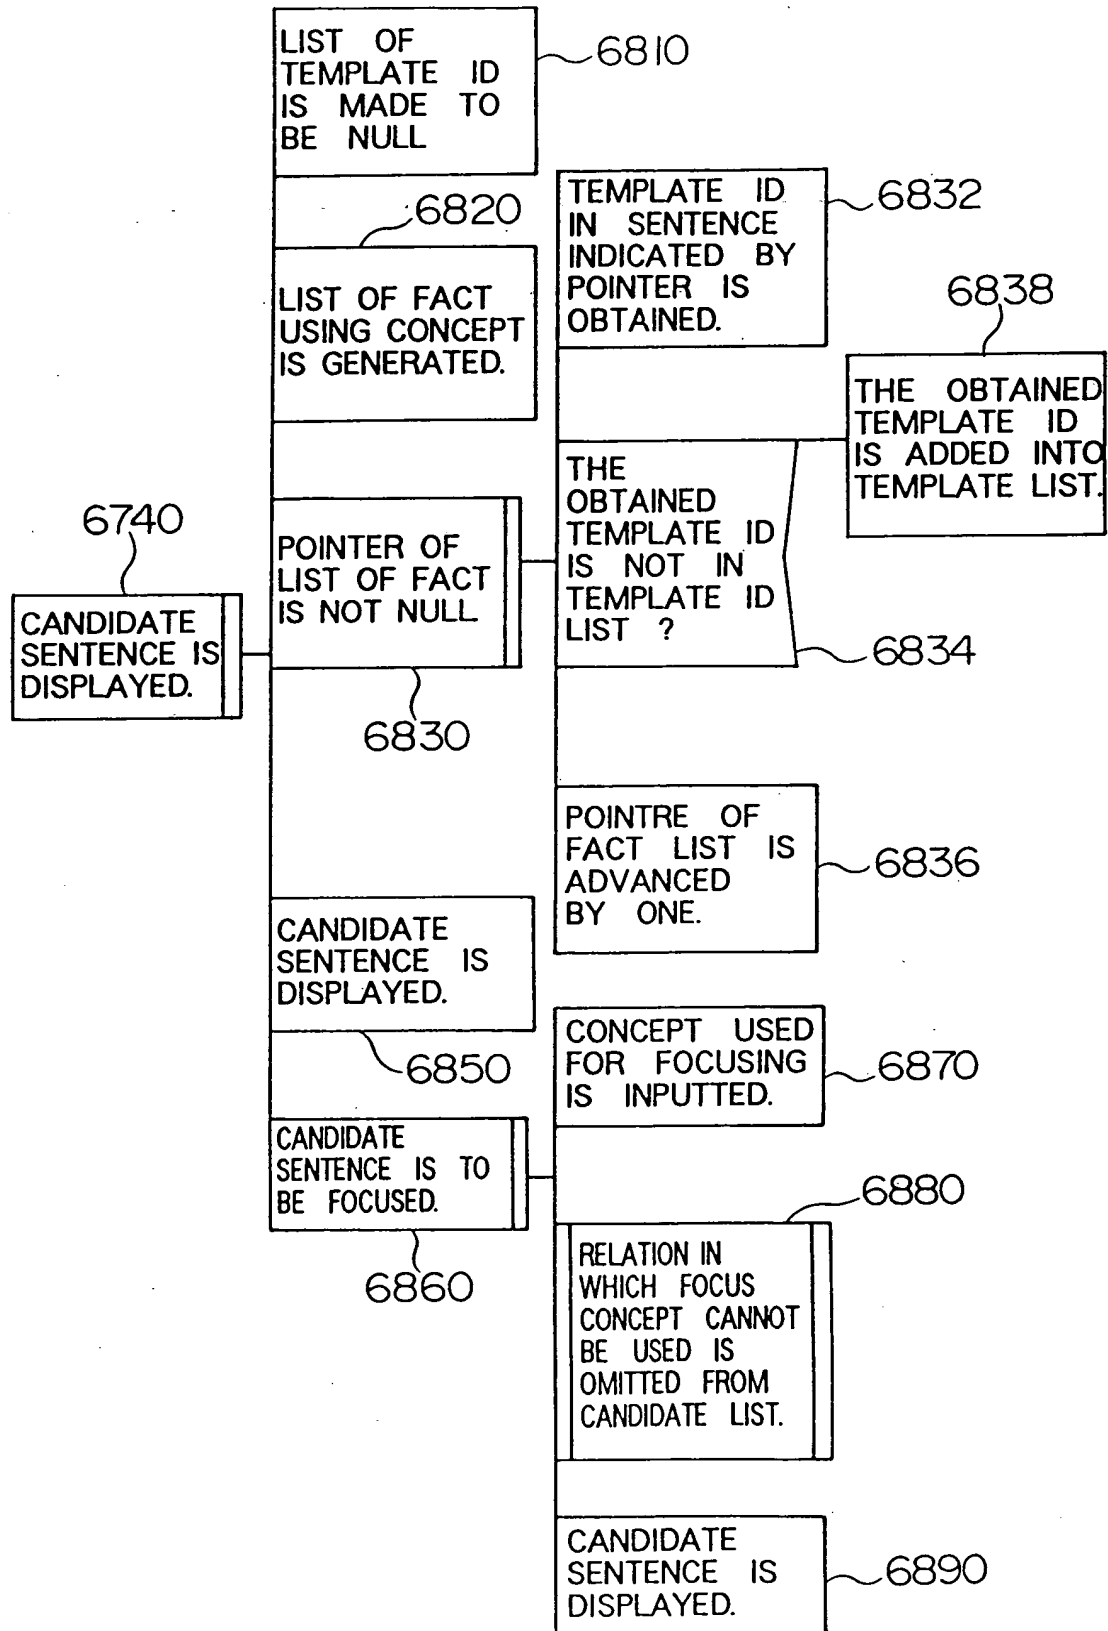 LIST OF
TEMPLATE ID
IS MADE TO
BE NULL
6810
6820
LIST OF FACT
USING CONCEPT
IS GENERATED.
TEMPLATE ID
IN SENTENCE
INDICATED BY
POINTER IS
OBTAINED.
6832
6838
THE OBTAINED
TEMPLATE ID
IS ADDED INTO
TEMPLATE LIST.
6740
CANDIDATE
SENTENCE IS
DISPLAYED.
POINTER OF
LIST OF FACT
IS NOT NULL
6830
THE
OBTAINED
TEMPLATE ID
IS NOT IN
TEMPLATE ID
LIST ?
6834
POINTRE OF
FACT LIST IS
ADVANCED
BY ONE.
6836
CANDIDATE
SENTENCE IS
DISPLAYED.
6850
CONCEPT USED
FOR FOCUSING
IS INPUTTED.
6870
CANDIDATE
SENTENCE IS TO
BE FOCUSED.
6860
6880
RELATION IN
WHICH FOCUS
CONCEPT CANNOT
BE USED IS
OMITTED FROM
CANDIDATE LIST.
CANDIDATE
SENTENCE IS
DISPLAYED.
6890